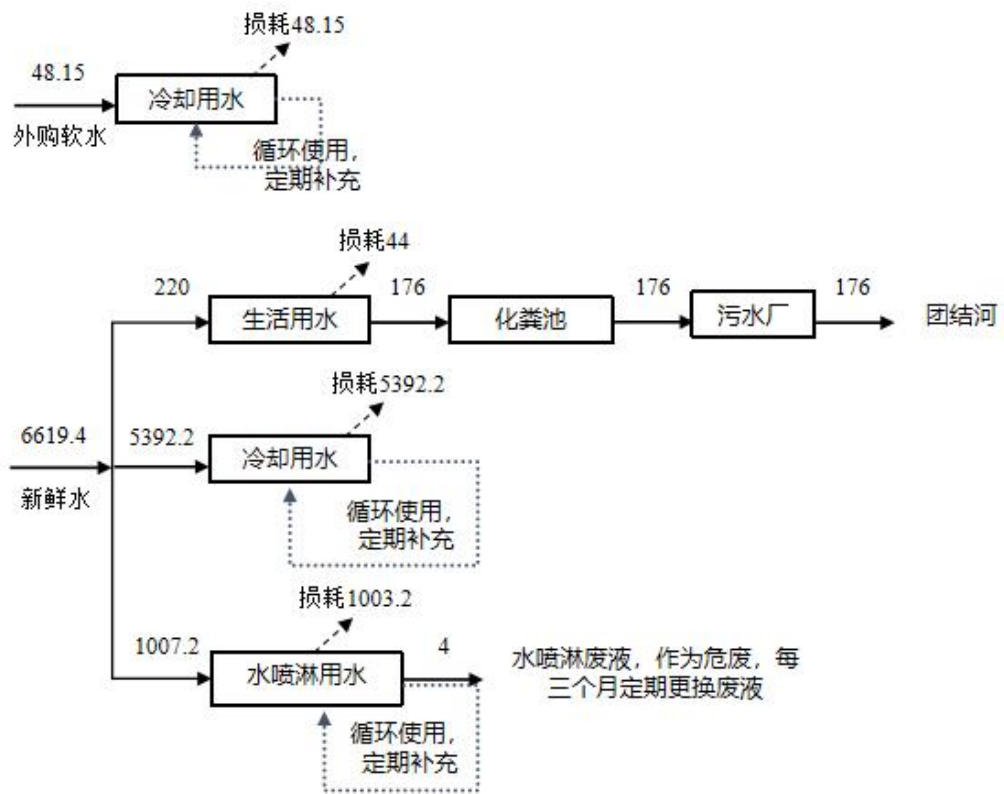 损耗48.15
48.15
冷却用水
外购软水
循环使用，
定期补充
损耗44
220
生活用水
176
化粪池
176
污水厂
176
团结河
损耗5392.2
6619.4
5392.2
冷却用水
新鲜水
循环使用，
定期补充
损耗1003.2
1007.2
水喷淋用水
4
水喷淋废液，作为危废，每
三个月定期更换废液
循环使用，
定期补充